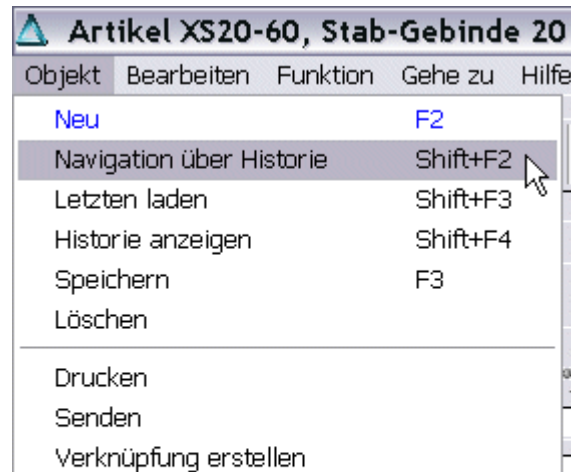 Artikel XS20-60, Stab-Gebinde 20
Objekt Bearbeiten Funktion Gehe zu Hilfe
Neu F2
Navigation über Historie Shift+F2
Letzten laden Shift+F3
Historie anzeigen Shift+F4
Speichern F3
Löschen
Drucken
Senden
Verknüpfung erstellen